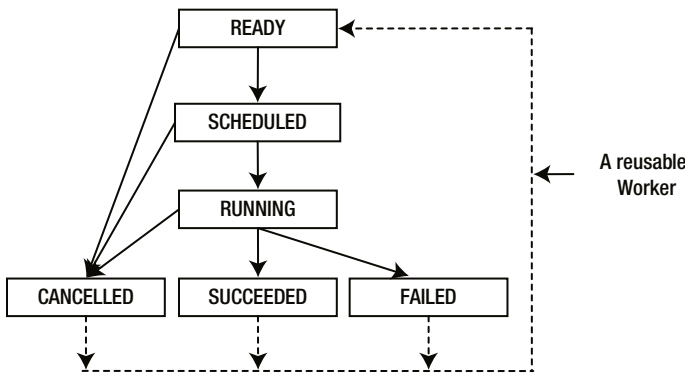 READY
SCHEDULED
A reusable
Worker
RUNNING
CANCELLED
SUCCEEDED
FAILED